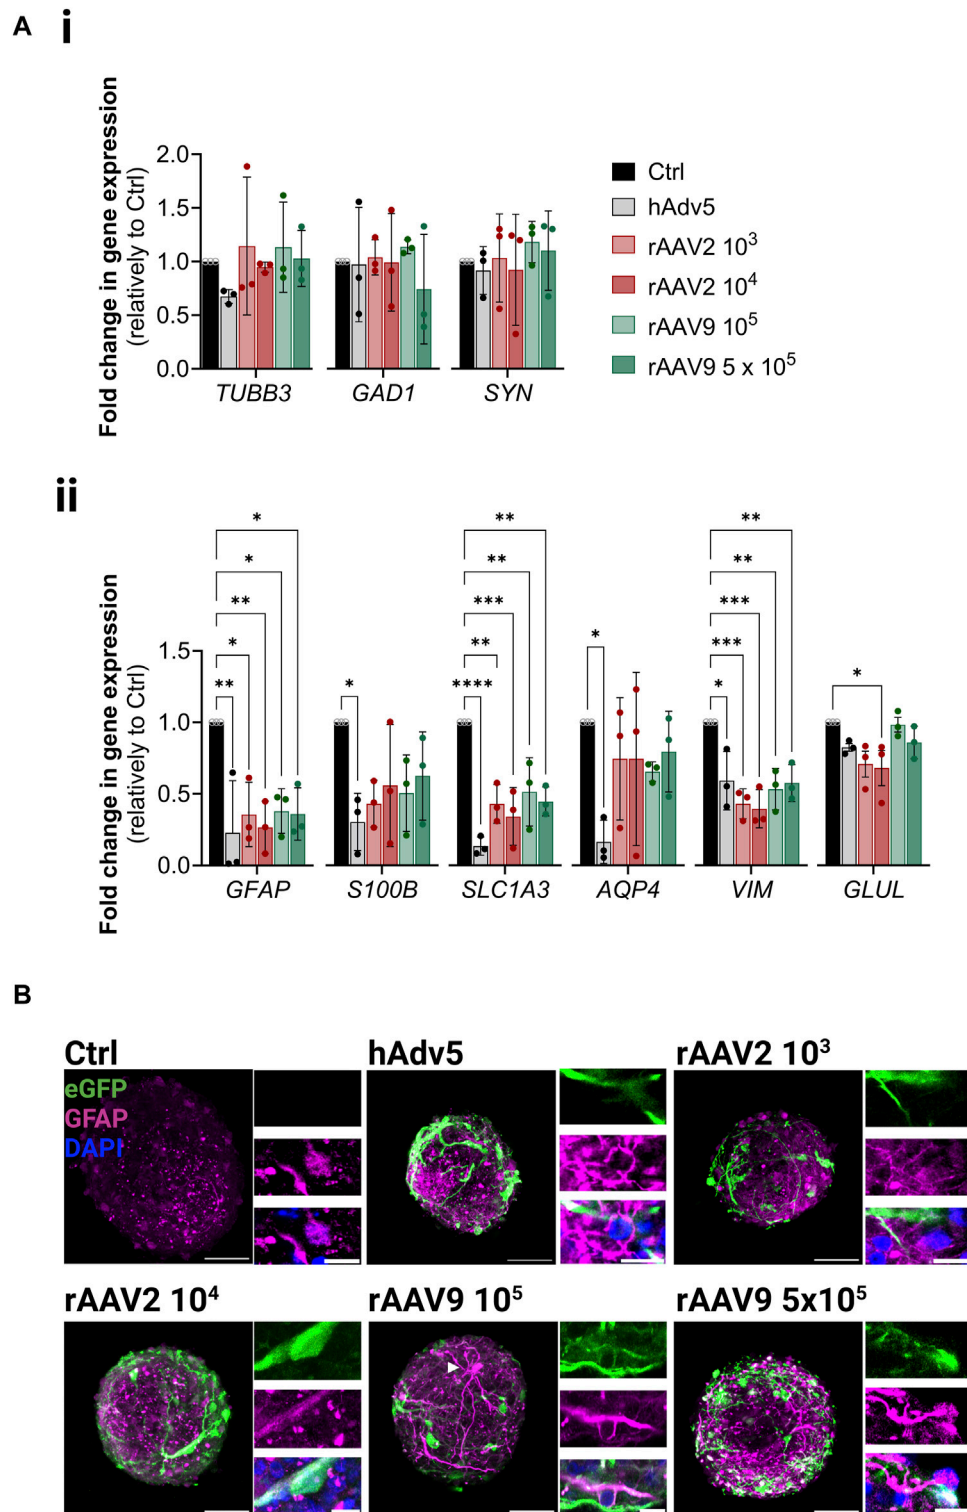 A i
Fold change in gene expression
(relatively to Ctrl)
2.0
1.5
1.0
0.5
0.0
TUBB3 GAD1 SYN
Ctrl
hAdv5
rAAV2 10³
rAAV2 10⁴
rAAV9 10⁵
rAAV9 5 x 10⁵
ii
Fold change in gene expression
(relatively to Ctrl)
1.5
1.0
0.5
0.0
* ** **
* ** **
** *** ***
* ** * ***
** * **** * *
GFAP S100B SLC1A3 AQP4 VIM GLUL
B
Ctrl hAdv5 rAAV2 10³
eGFP
GFAP
DAPI
rAAV2 10⁴ rAAV9 10⁵ rAAV9 5x10⁵